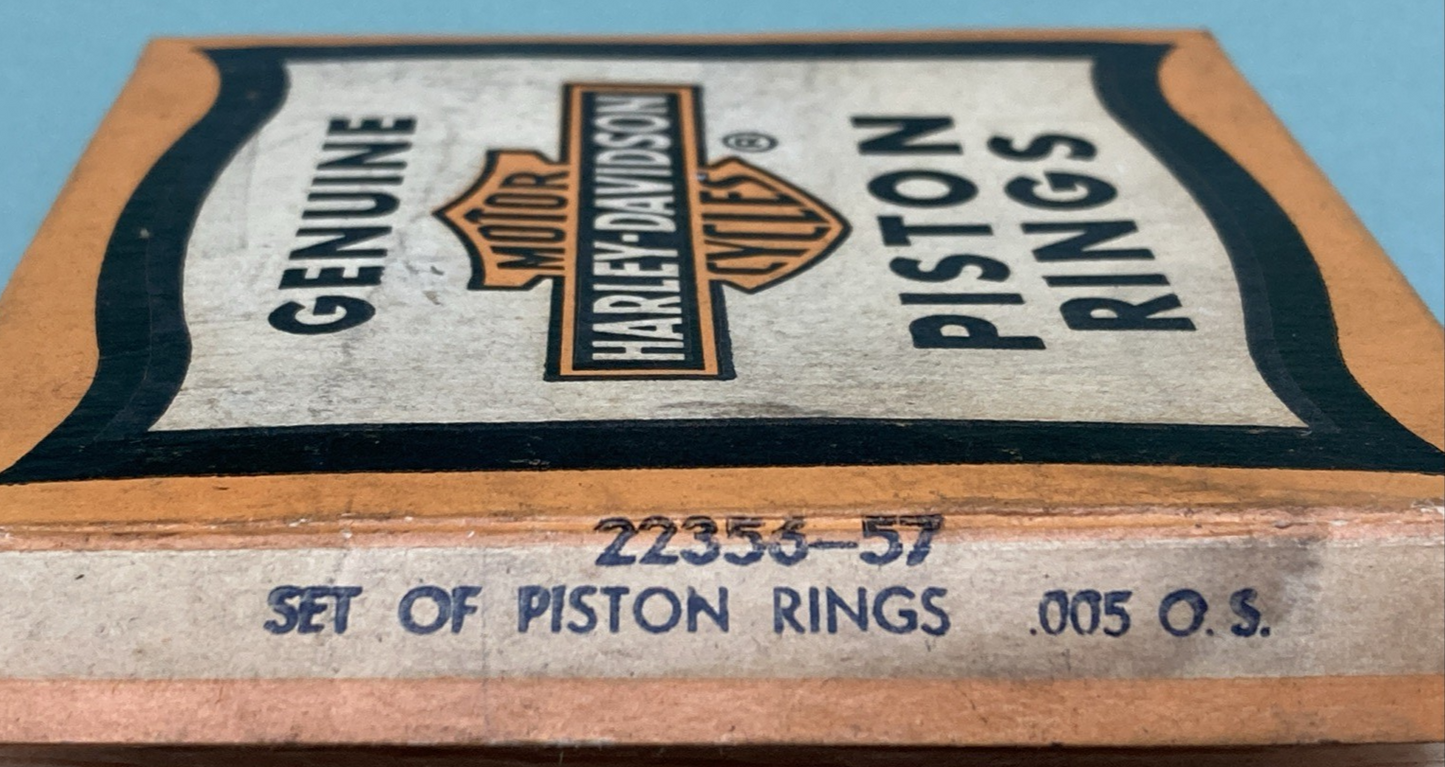 GENUINE
MOTOR
HARLEY-DAVIDSON
CYCLES ®
PISTON
RINGS
22356-57
SET OF PISTON RINGS .005 O.S.